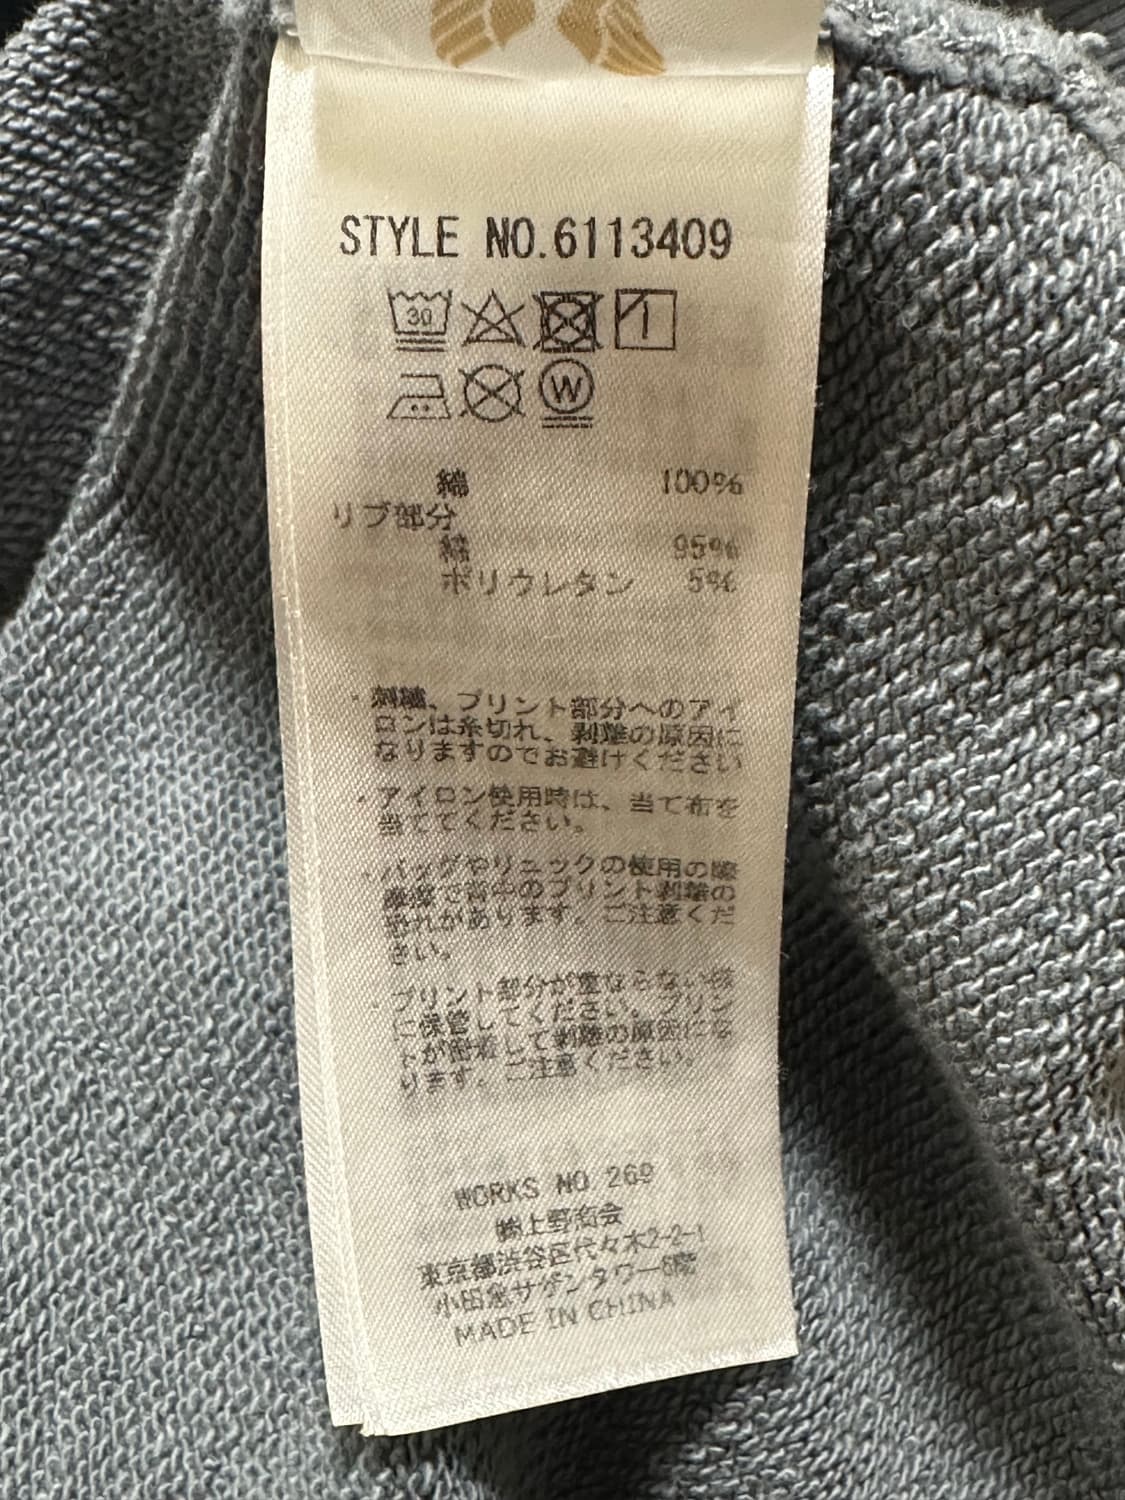 STYLE NO.6113409
30
W
綿 100%
リブ部分
綿 95%
ポリウレタン 5%
・刺繍、プリント部分へのアイ
ロンは糸切れ、剥離の原因に
なりますのでお避けください
・アイロン使用時は、当て布を
当ててください。
・バッグやリュックの使用の際
摩擦で背中のプリント剥離の
恐れがあります。ご注意くだ
さい。
・プリント部分が重ならない様
に保管してください。プリン
トが密着して剥離の原因にな
ります。ご注意ください。
WORKS NO 269
㈱上野商会
東京都渋谷区代々木2-2-1
小田急サザンタワー8階
MADE IN CHINA